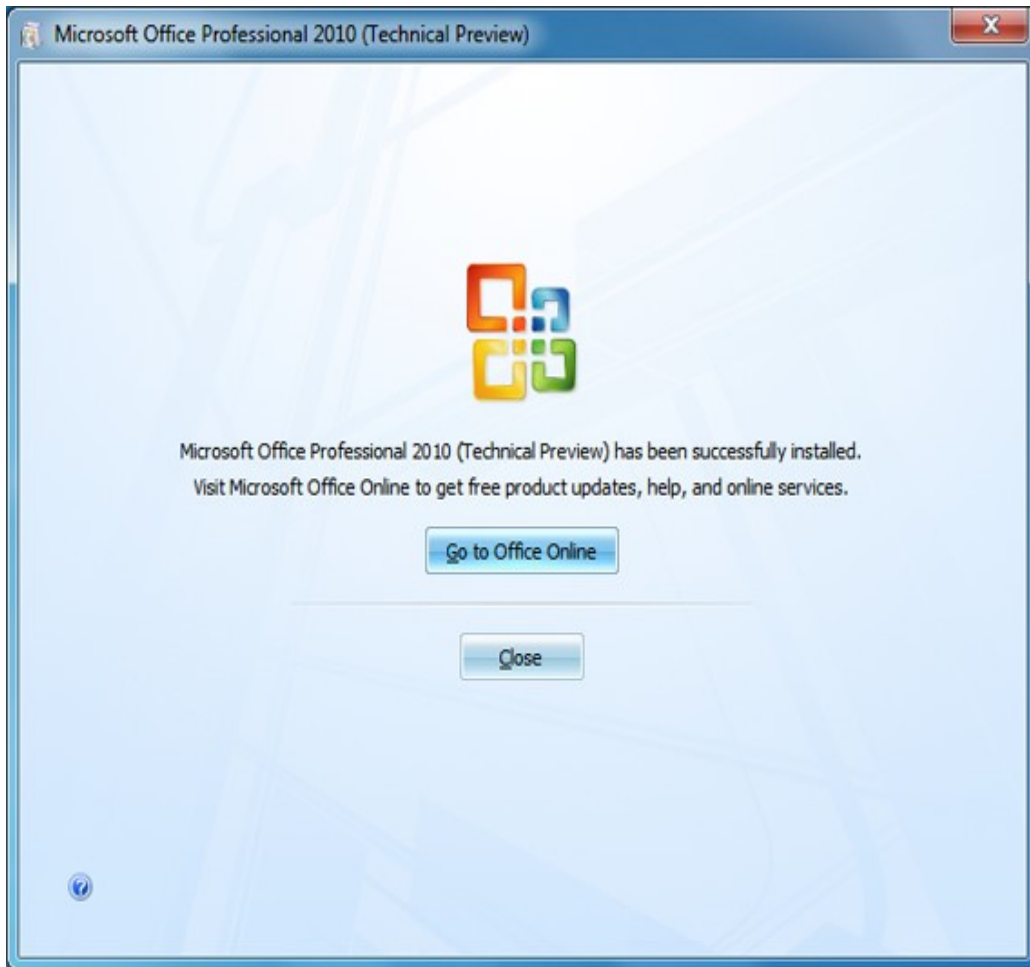 Microsoft Office Professional 2010 (Technical Preview)
Microsoft Office Professional 2010 (Technical Preview) has been successfully installed.
Visit Microsoft Office Online to get free product updates, help, and online services.
Go to Office Online
Close